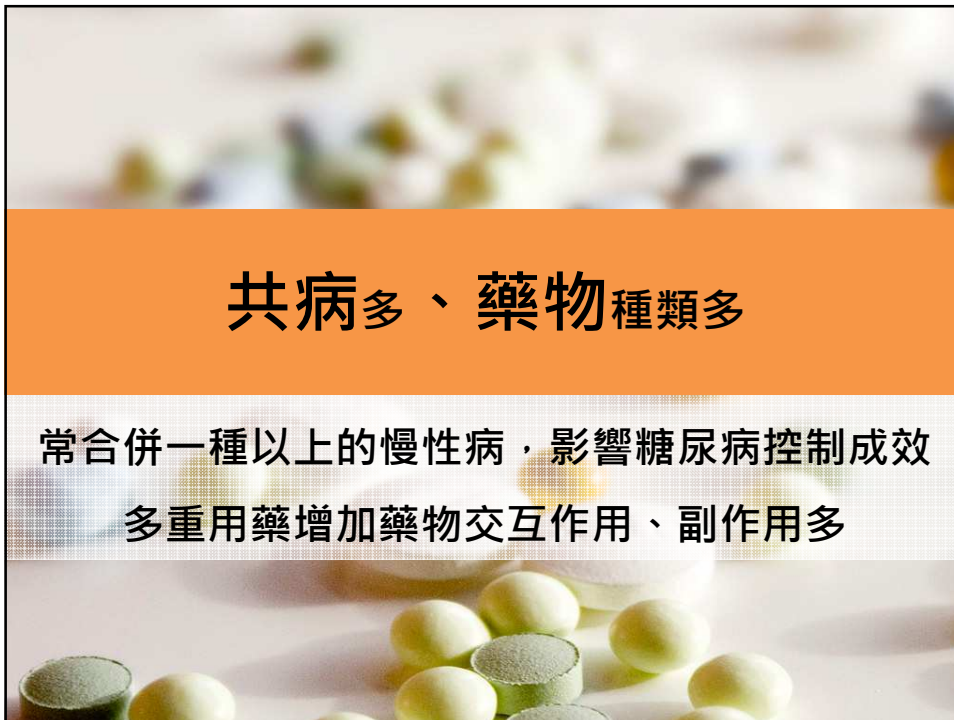 共病多、藥物種類多
常合併一種以上的慢性病，影響糖尿病控制成效
多重用藥增加藥物交互作用、副作用多